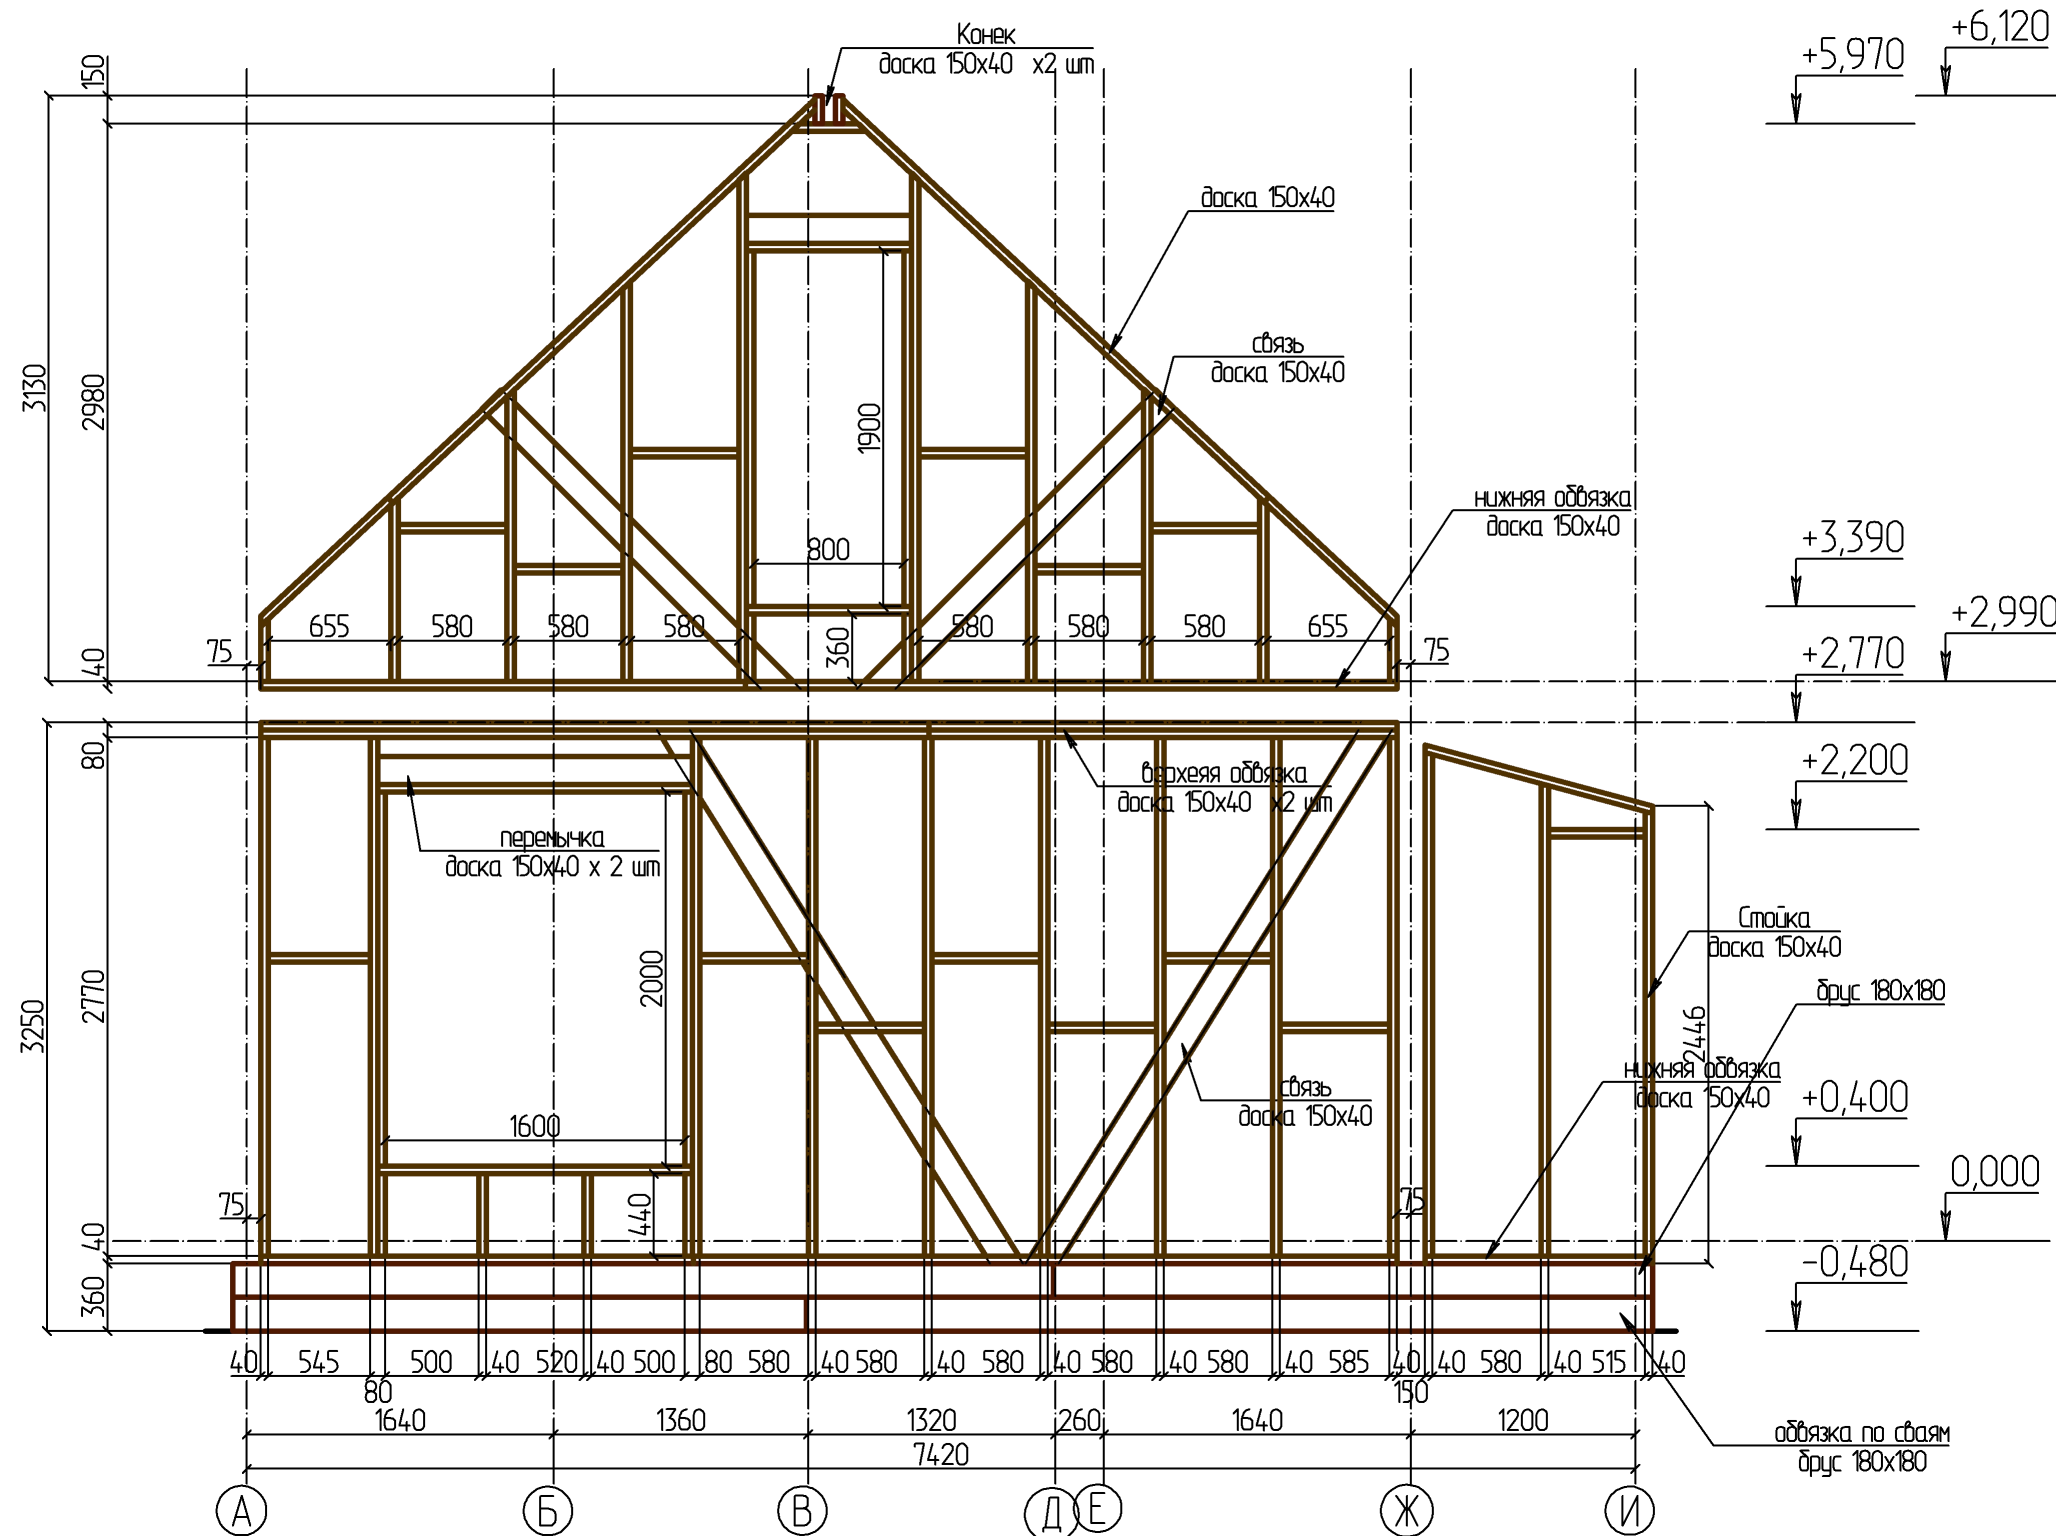 Конек
доска 150х40 х2 шт
+5,970
+6,120
150
доска 150х40
3130
2980
связь
доска 150х40
1900
нижняя обвязка
доска 150х40
+3,390
800
+2,990
655
580
580
580
580
580
580
655
360
75
75
40
+2,770
80
верхеяя обвязка
доска 150х40 х2 шт
+2,200
перемычка
доска 150х40 х 2 шт
Стойка
доска 150х40
2000
2770
3250
брус 180х180
2446
нижняя обвязка
доска 150х40
связь
доска 150х40
+0,400
1600
0,000
75
440
75
40
-0,480
360
40 545 500 40 520 40 500 80 580 40 580 40 580 40 580 40 580 40 585 40 40 580 40 515 40
80
150
1640
1360
1320
260
1640
1200
обвязка по сваям
брус 180х180
7420
А
Б
В
Д
Е
Ж
И